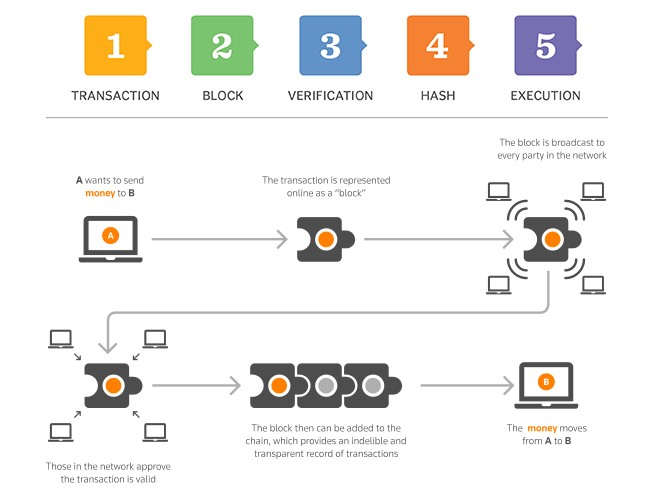 1
2
3
4
5
TRANSACTION
BLOCK
VERIFICATION
HASH
EXECUTION
A wants to send
money to B
The transaction is represented
online as a “block”
The block is broadcast to
every party in the network
A
Those in the network approve
the transaction is valid
The block then can be added to the
chain, which provides an indelible and
transparent record of transactions
B
The money moves
from A to B